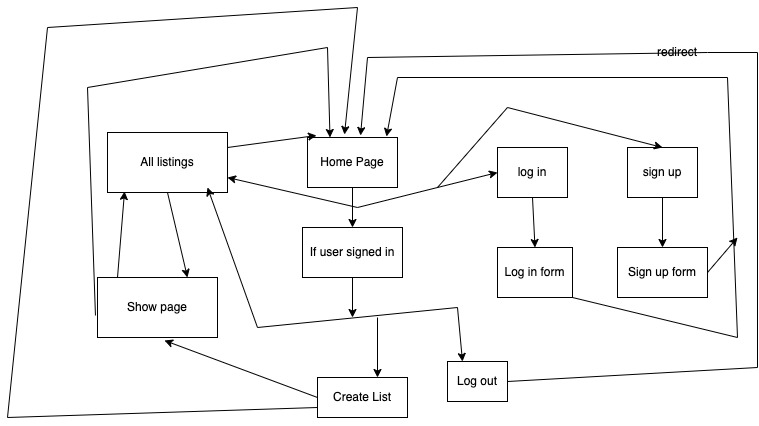 redirect
All listings
Home Page
log in
sign up
If user signed in
Log in form
Sign up form
Show page
Log out
Create List